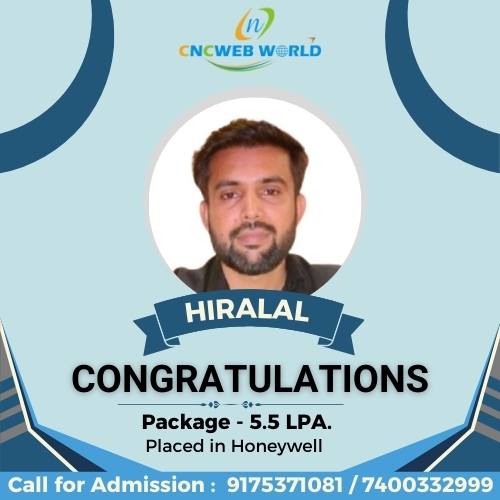 n
CNCWEB WORLD
HIRALAL
CONGRATULATIONS
Package - 5.5 LPA.
Placed in Honeywell
Call for Admission : 9175371081 / 7400332999